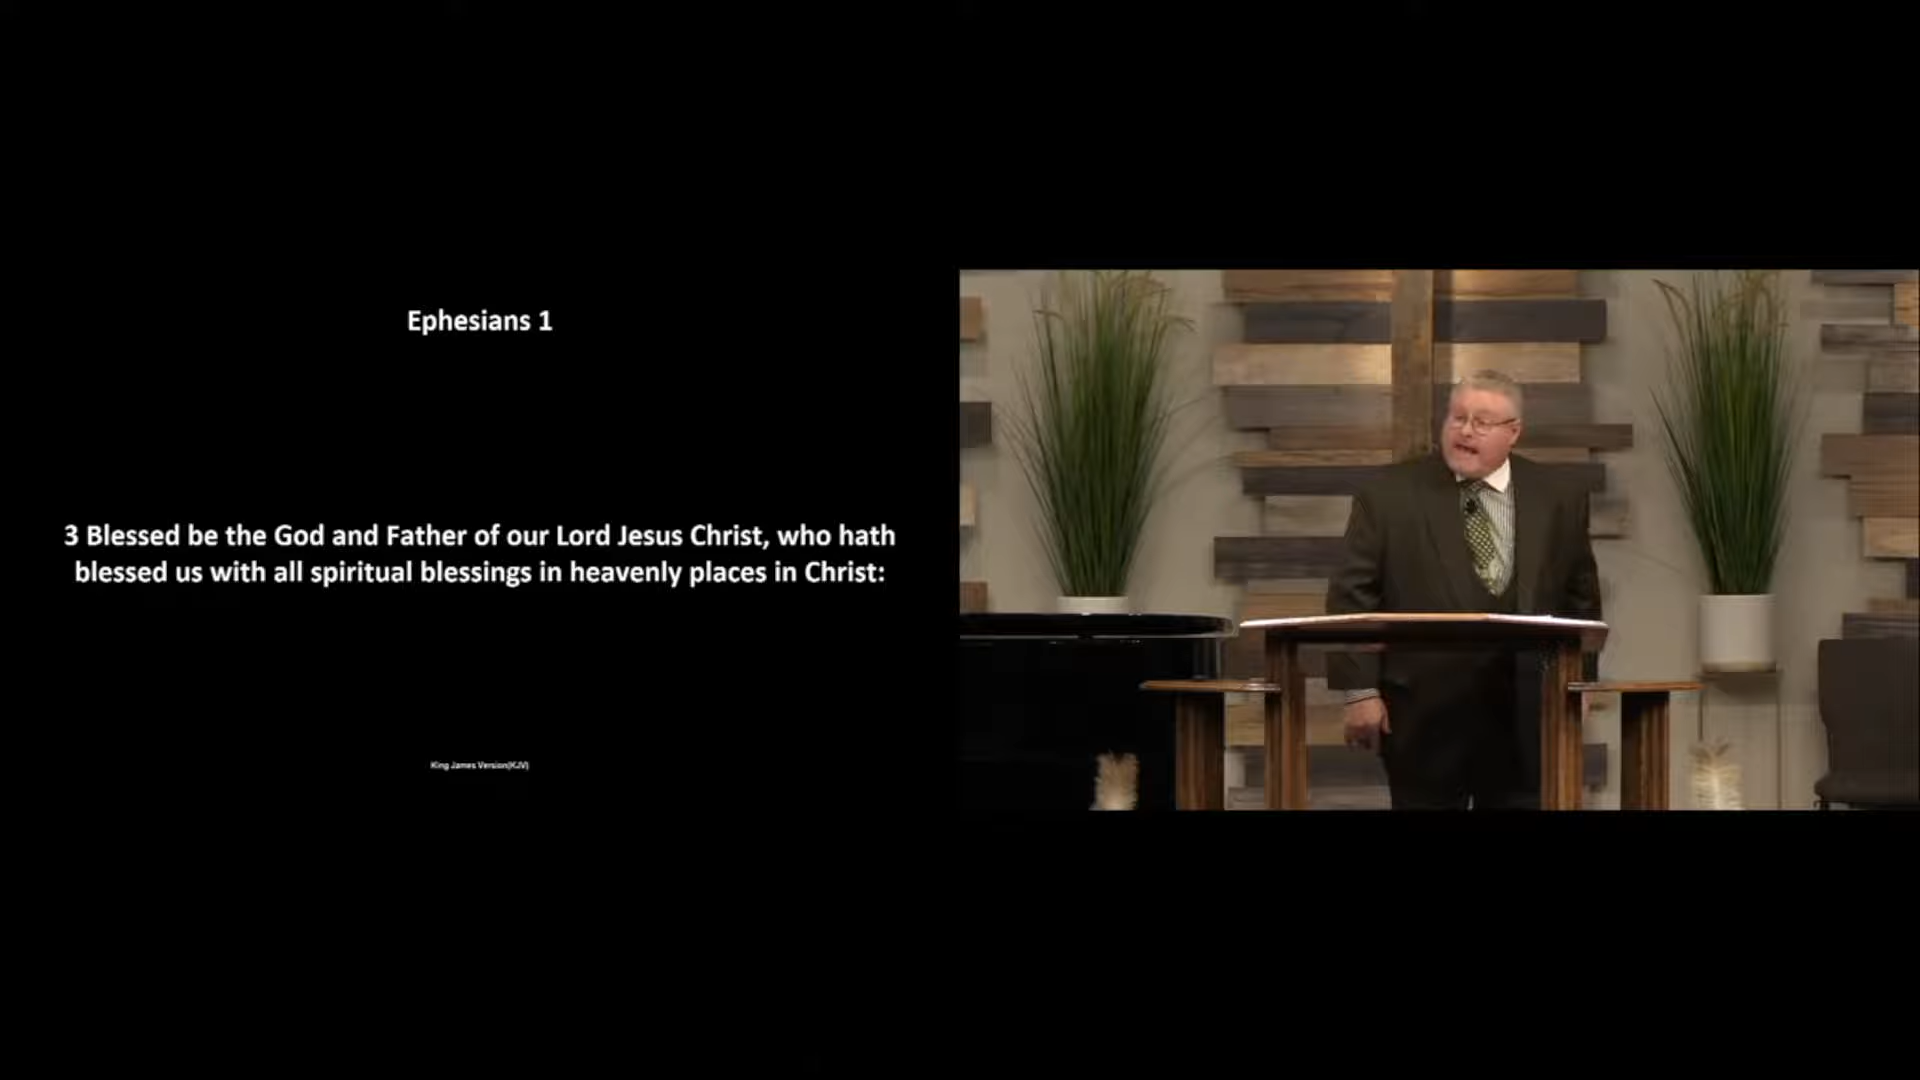 Ephesians 1
3 Blessed be the God and Father of our Lord Jesus Christ, who hath
blessed us with all spiritual blessings in heavenly places in Christ:
King James Version(KJV)